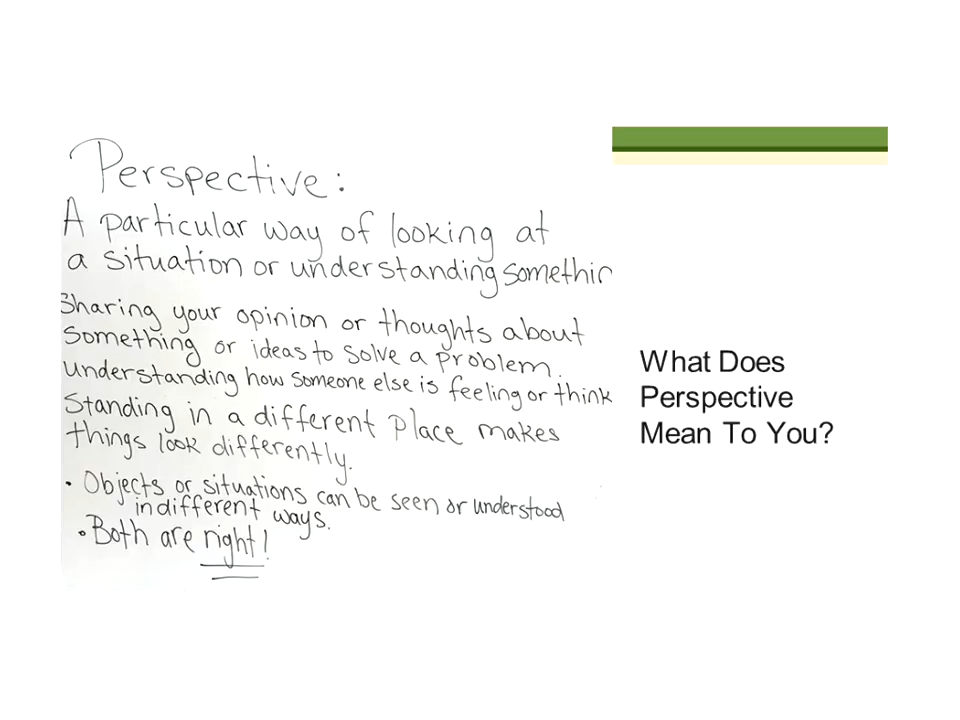 Perspective:
A particular way of looking at
a situation or understanding somethin
Sharing your opinion or thoughts about
something or ideas to solve a problem.
understanding how someone else is feeling or think
Standing in a different place makes
things look differently.
• Objects or situations can be seen or understood
in different ways.
• Both are right!
What Does
Perspective
Mean To You?